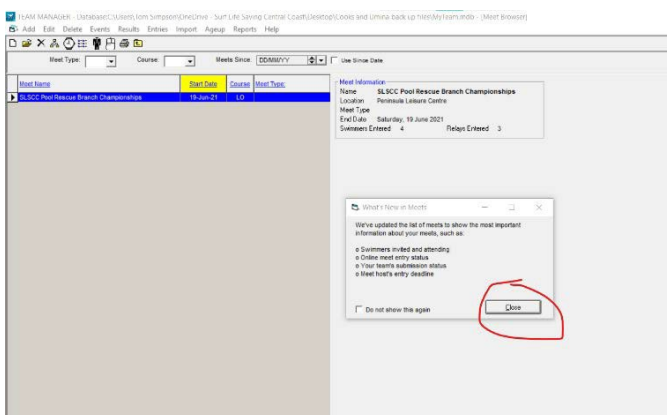 TEAM MANAGER - Database:C:\Users\Tom Simpson\OneDrive - Surf Life Saving Central Coast\Desktop\Cooks and Umina back up files\MyTeam.mdb - [Meet Browser]
Add Edit Delete Events Results Entries Import Ageup Reports Help
Meet Type: Course: Meets Since: DD/MM/YY Use Since Date
Meet Name Start Date Course Meet Type:
SLSCC Pool Rescue Branch Championships 19-Jun-21 LO
Meet Information
Name SLSCC Pool Rescue Branch Championships
Location Peninsula Leisure Centre
Meet Type
End Date Saturday, 19 June 2021
Swimmers Entered 4 Relays Entered 3
What's New in Meets
We've updated the list of meets to show the most important
information about your meets, such as:
o Swimmers invited and attending
o Online meet entry status
o Your team's submission status
o Meet host's entry deadline
Do not show this again
Close